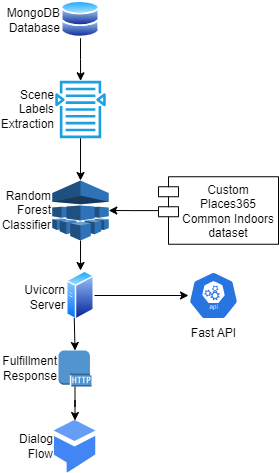 MongoDB
Database
Scene
Labels
Extraction
Random
Forest
Classifier
Custom
Places365
Common Indoors
dataset
Uvicorn
Server
api
Fast API
Fulfillment
Response
HTTP
Dialog
Flow